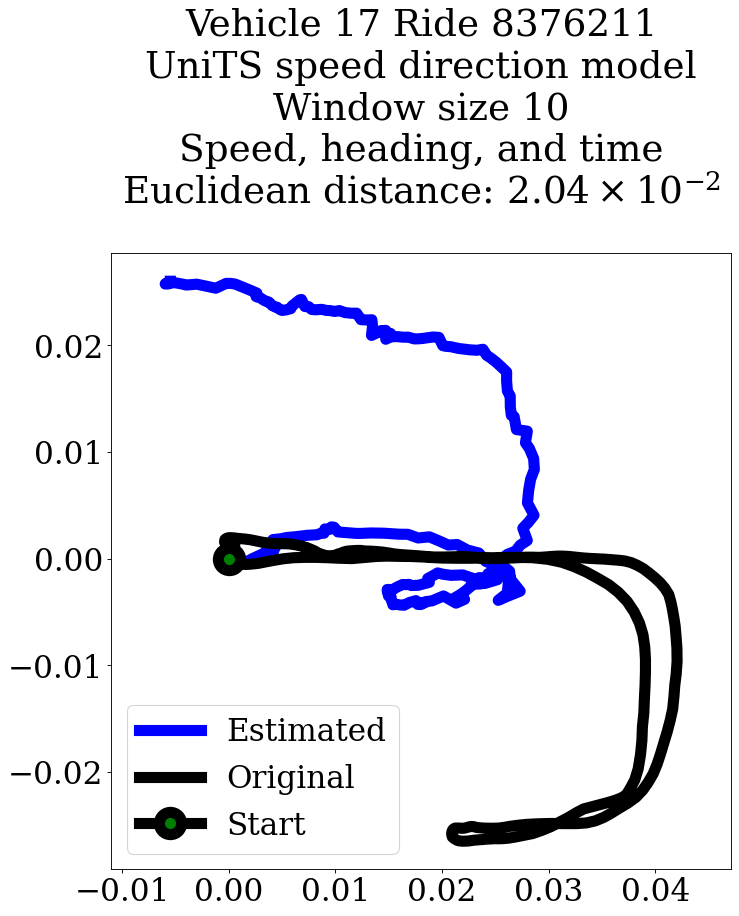 Vehicle 17 Ride 8376211
UniTS speed direction model
Window size 10
Speed, heading, and time
Euclidean distance: 2.04 × 10⁻²
0.02
0.01
0.00
−0.01
−0.02
Estimated
Original
Start
−0.01 0.00 0.01 0.02 0.03 0.04